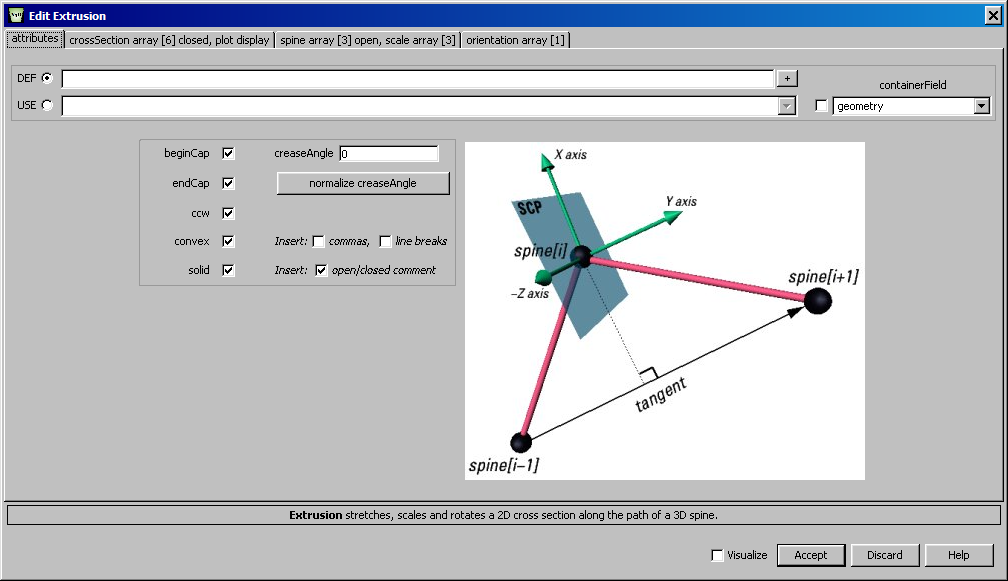 Edit Extrusion
attributes crossSection array [6] closed, plot display spine array [3] open, scale array [3] orientation array [1]
DEF +
containerField
USE geometry
beginCap creaseAngle 0
endCap normalize creaseAngle
ccw
convex Insert: commas, line breaks
solid Insert: open/closed comment
X axis
SCP
Y axis
spine[i]
spine[i+1]
–Z axis
tangent
spine[i–1]
Extrusion stretches, scales and rotates a 2D cross section along the path of a 3D spine.
Visualize Accept Discard Help